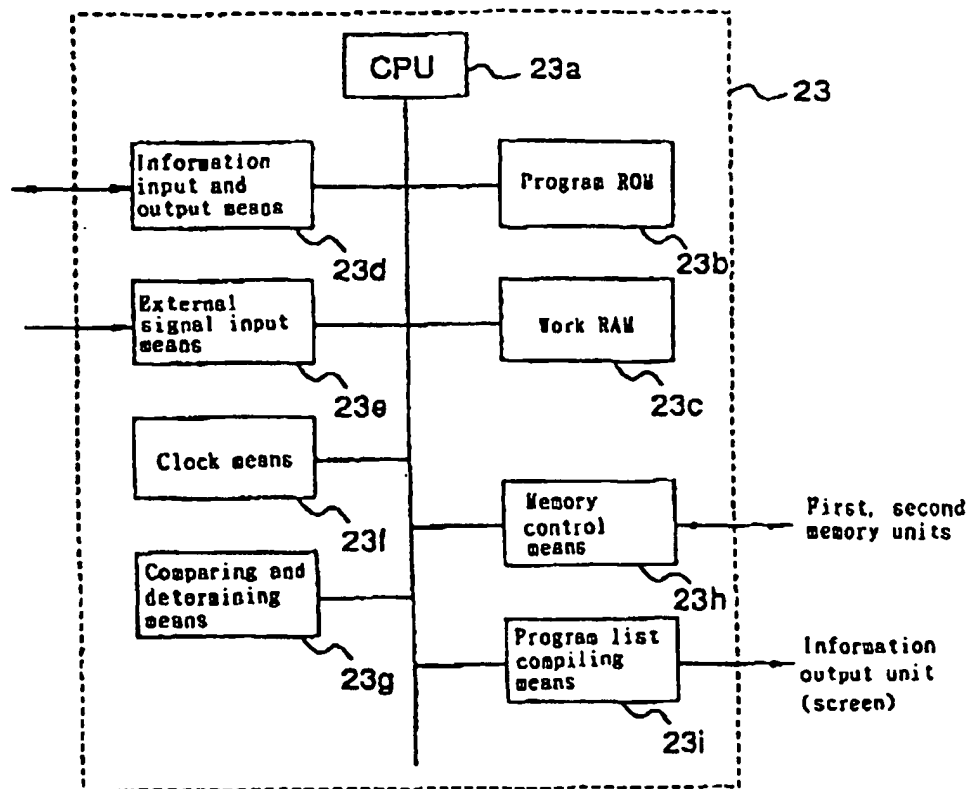 CPU
23a
23
Information
input and
output means
23d
Program ROM
23b
External
signal input
means
23e
Work RAM
23c
Clock means
23f
Memory
control
means
23h
First, second
memory units
Comparing and
determining
means
23g
Program list
compiling
means
23i
Information
output unit
(screen)